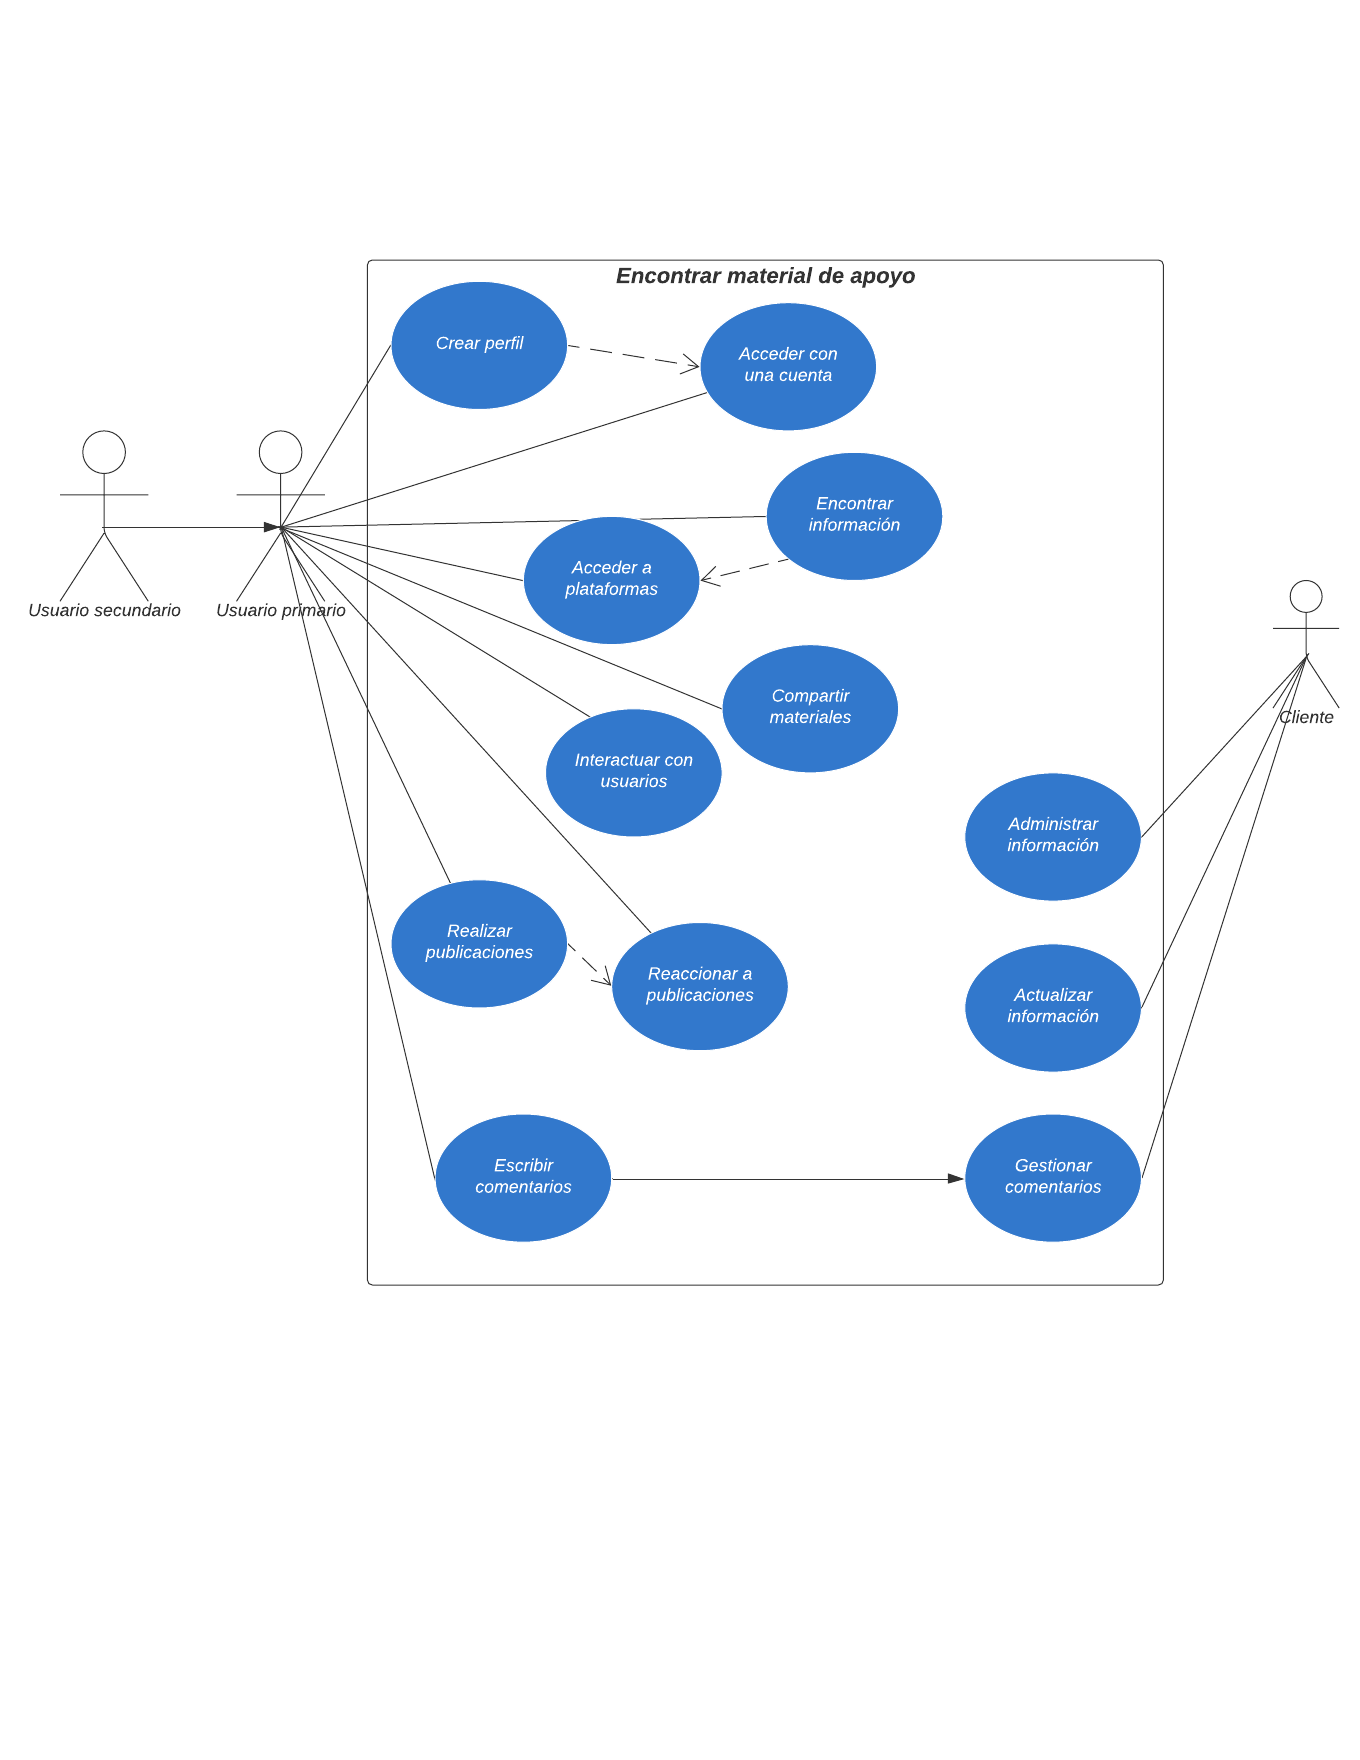 Encontrar material de apoyo
Crear perfil
Acceder con
una cuenta
Encontrar
información
Acceder a
plataformas
Usuario secundario
Usuario primario
Compartir
materiales
Cliente
Interactuar con
usuarios
Administrar
información
Realizar
publicaciones
Reaccionar a
publicaciones
Actualizar
información
Escribir
comentarios
Gestionar
comentarios